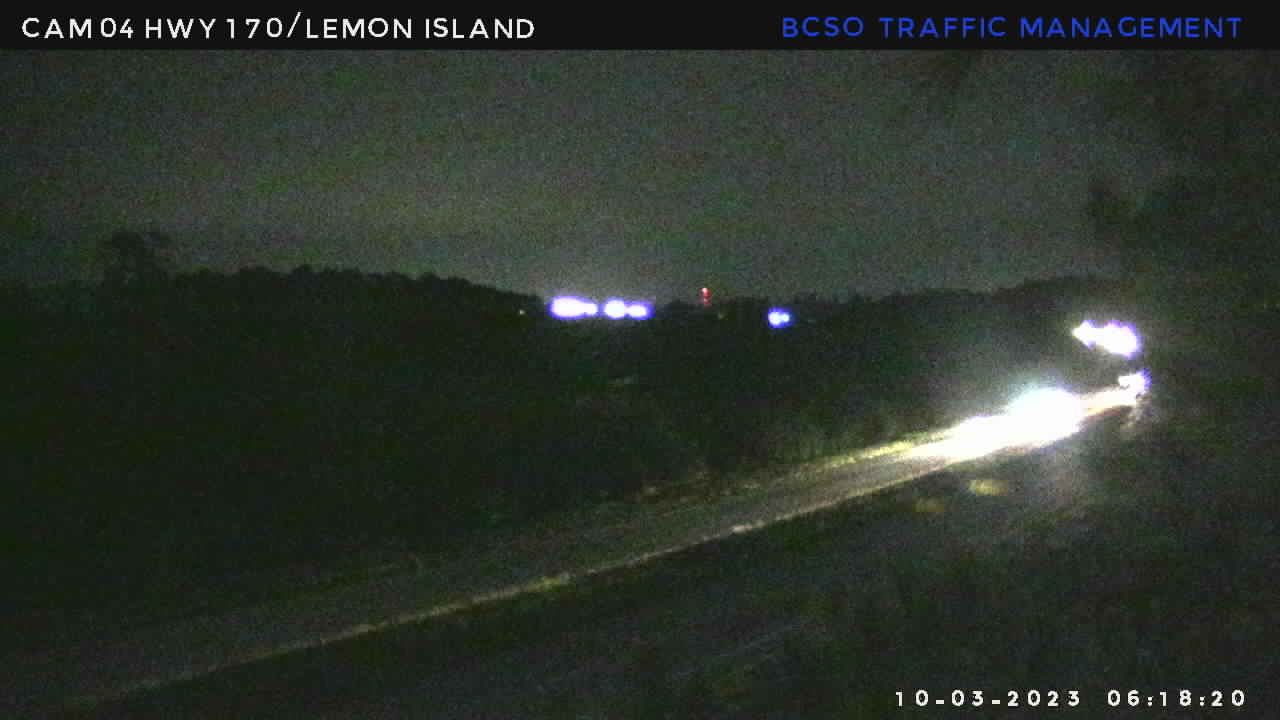 CAM04 HWY 170/LEMON ISLAND
BCSO TRAFFIC MANAGEMENT
10-03-2023 06:18:20